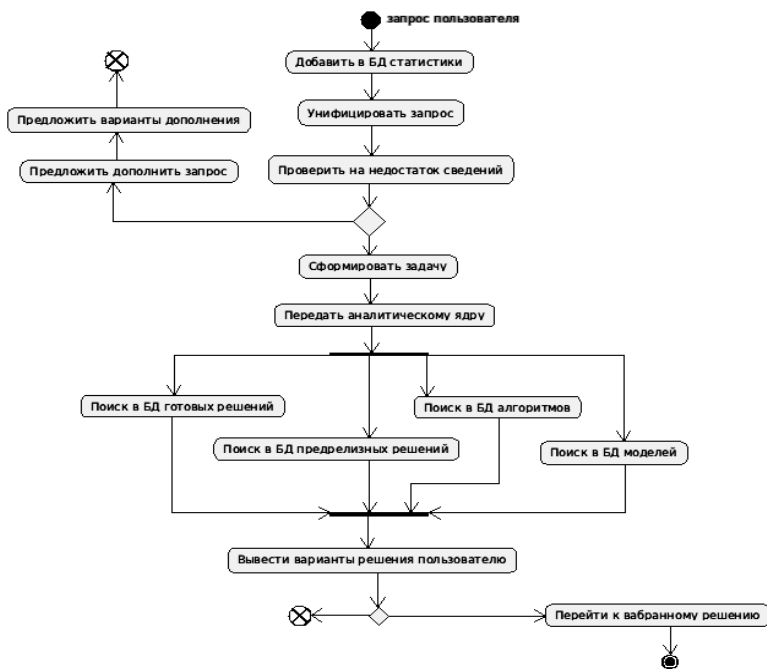 запрос пользователя
Добавить в БД статистики
Унифицировать запрос
Предложить варианты дополнения
Проверить на недостаток сведений
Предложить дополнить запрос
Сформировать задачу
Передать аналитическому ядру
Поиск в БД готовых решений
Поиск в БД алгоритмов
Поиск в БД предрелизных решений
Поиск в БД моделей
Вывести варианты решения пользователю
Перейти к вабранному решению